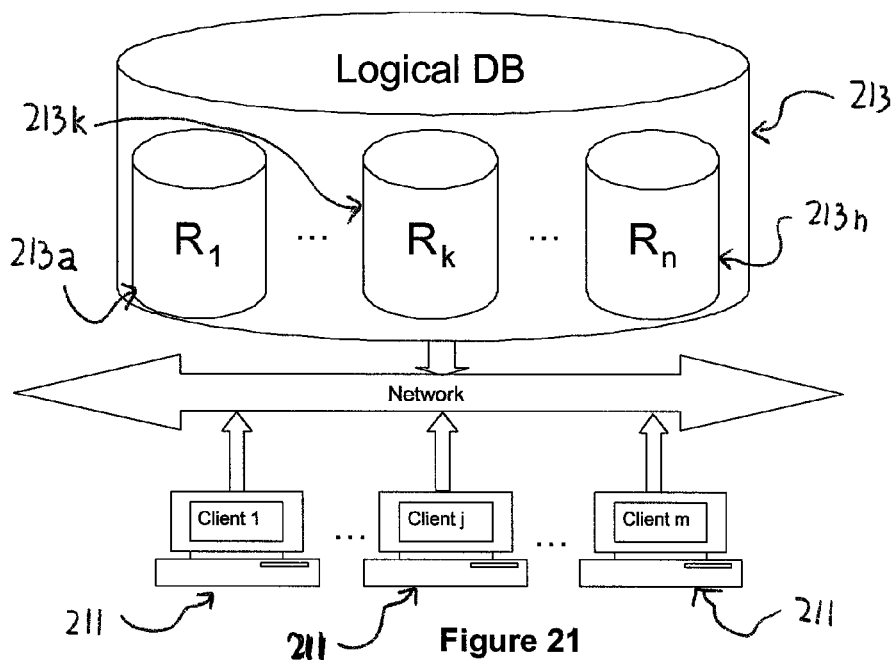 Logical DB
213
213k
R1 ... Rk ... Rn
213n
213a
Network
Client 1 ... Client j ... Client m
211 211 211
Figure 21